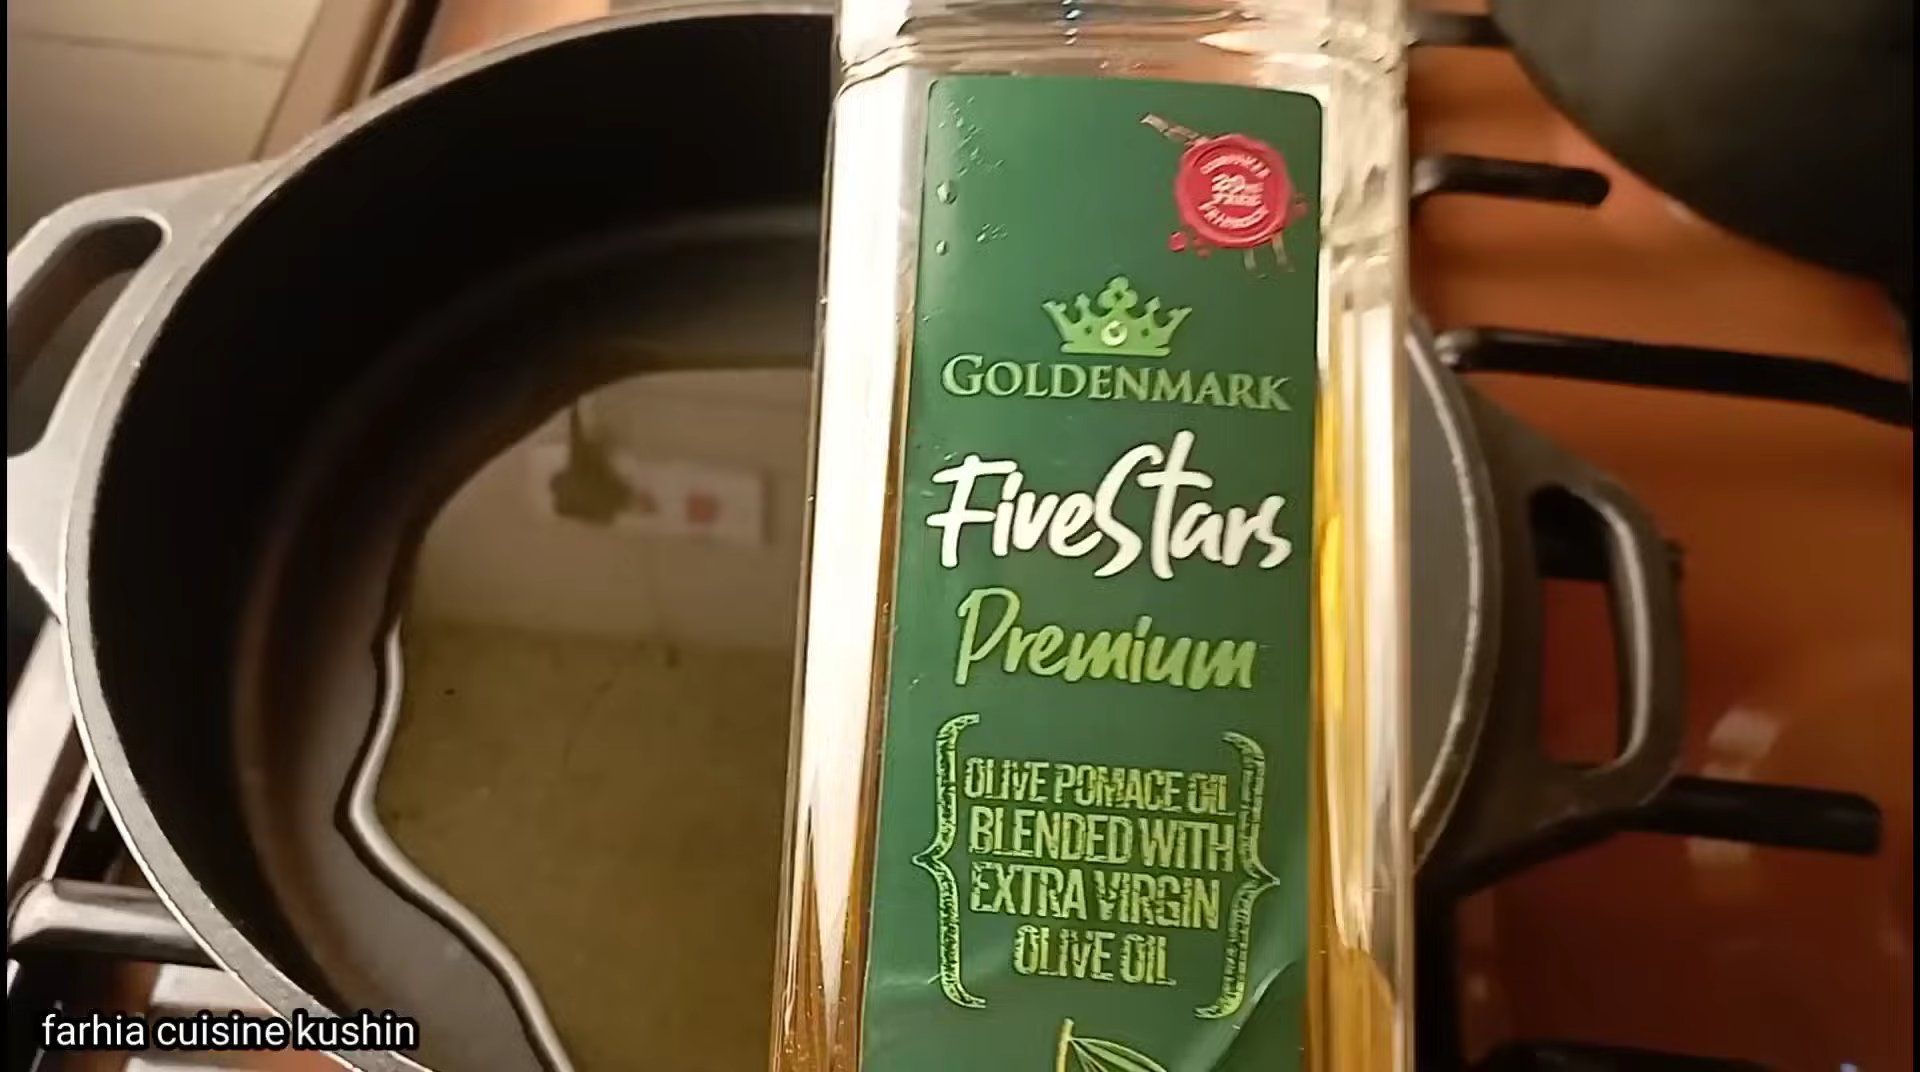 GOLDENMARK
FiveStars
Premium
OLIVE POMACE OIL
BLENDED WITH
EXTRA VIRGIN
OLIVE OIL
farhia cuisine kushin